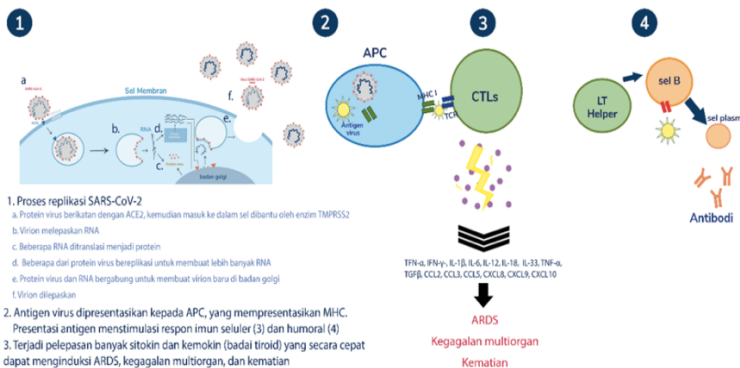 1
2
3
4
a
Sel Membran
f.
b.
RNA
d.
e.
c.
badan golgi
APC
Antigen
virus
MHC I
TCR
CTLs
LT
Helper
sel B
sel plasm
Antibodi
1. Proses replikasi SARS-CoV-2
a. Protein virus berikatan dengan ACE2, kemudian masuk ke dalam sel dibantu oleh enzim TMPRSS2
b. Virion melepaskan RNA
c. Beberapa RNA ditranslasi menjadi protein
d. Beberapa dari protein virus bereplikasi untuk membuat lebih banyak RNA
e. Protein virus dan RNA bergabung untuk membuat virion baru di badan golgi
f. Virion dilepaskan
2. Antigen virus dipresentasikan kepada APC, yang mempresentasikan MHC.
Presentasi antigen menstimulasi respon imun seluler (3) dan humoral (4)
3. Terjadi pelepasan banyak sitokin dan kemokin (badai tiroid) yang secara cepat
dapat menginduksi ARDS, kegagalan multiorgan, dan kematian
TFN-α, IFN-γ-, IL-1β, IL-6, IL-12, IL-18, IL-33, TNF-α,
TGFβ, CCL2, CCL3, CCL5, CXCL8, CXCL9, CXCL10
ARDS
Kegagalan multiorgan
Kematian